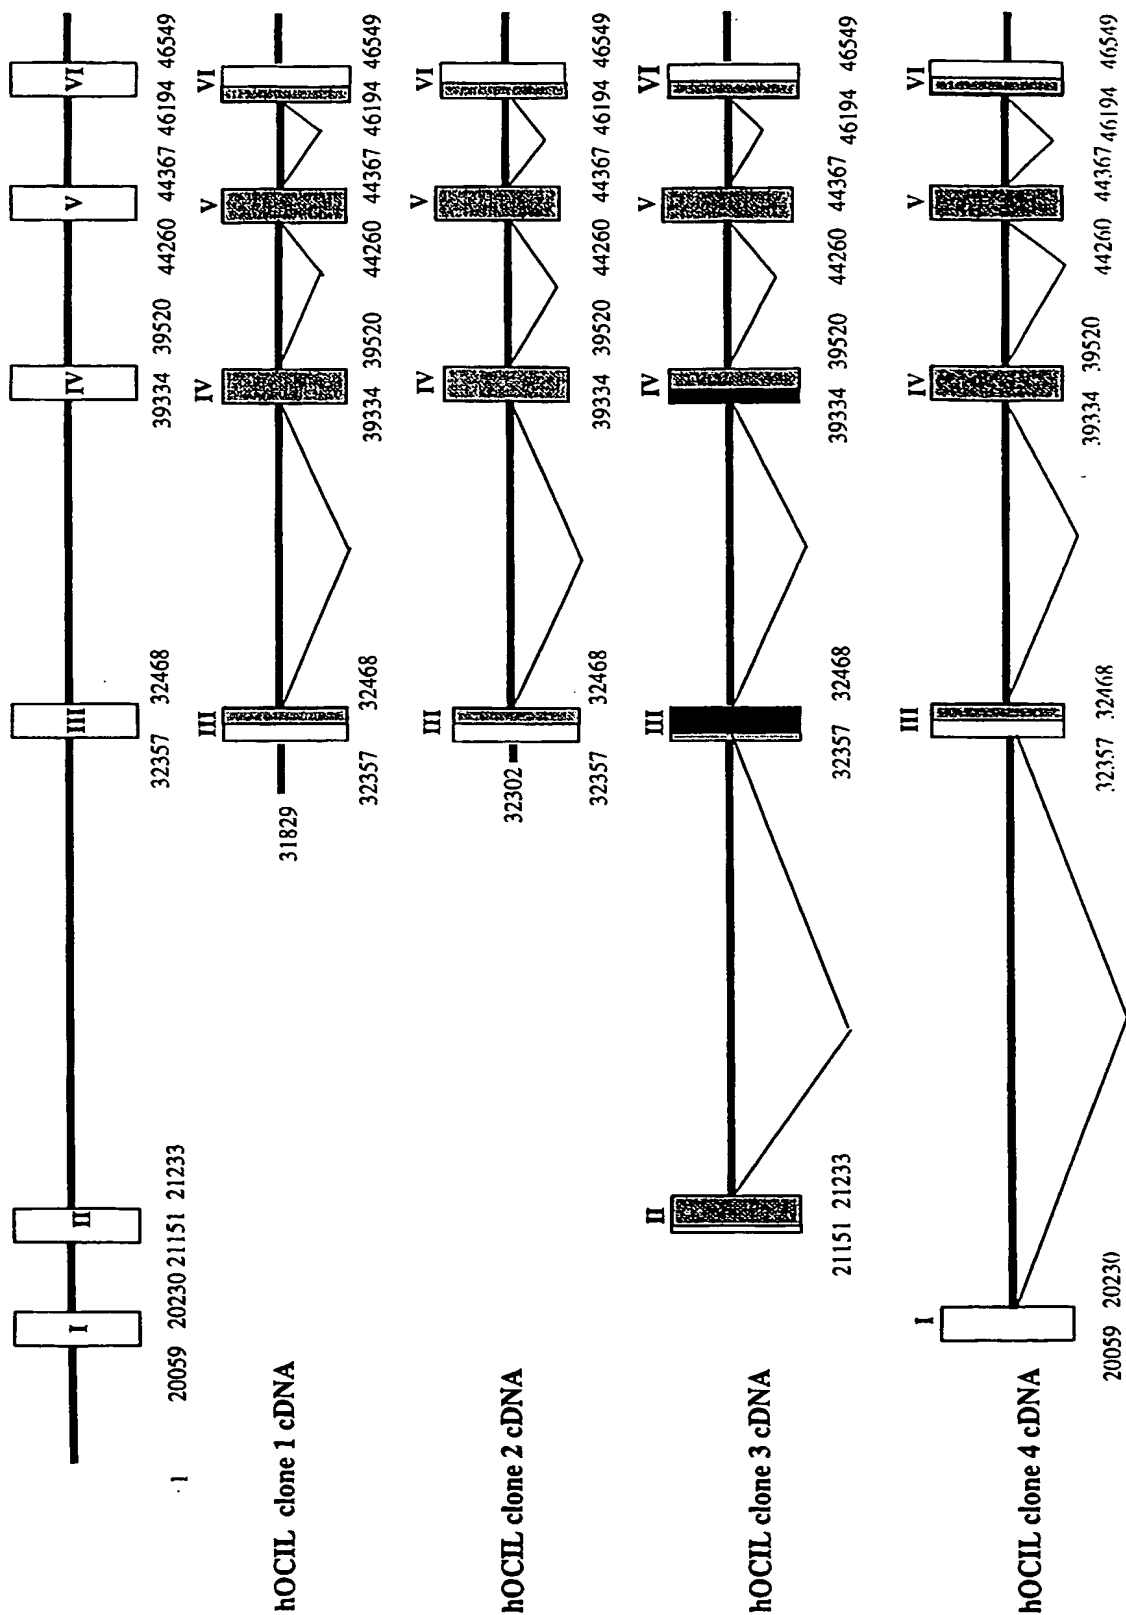 I II III IV V VI
1 20059 20230 21151 21233 32357 32468 39334 39520 44260 44367 46194 46549
hOCIL clone 1 cDNA
III IV V VI
31829
32357 32468 39334 39520 44260 44367 46194 46549
hOCIL clone 2 cDNA
III IV V VI
32302
32357 32468 39334 39520 44260 44367 46194 46549
hOCIL clone 3 cDNA
II III IV V VI
21151 21233 32357 32468 39334 39520 44260 44367 46194 46549
hOCIL clone 4 cDNA
I III IV V VI
20059 20230 32357 32468 39334 39520 44260 44367 46194 46549